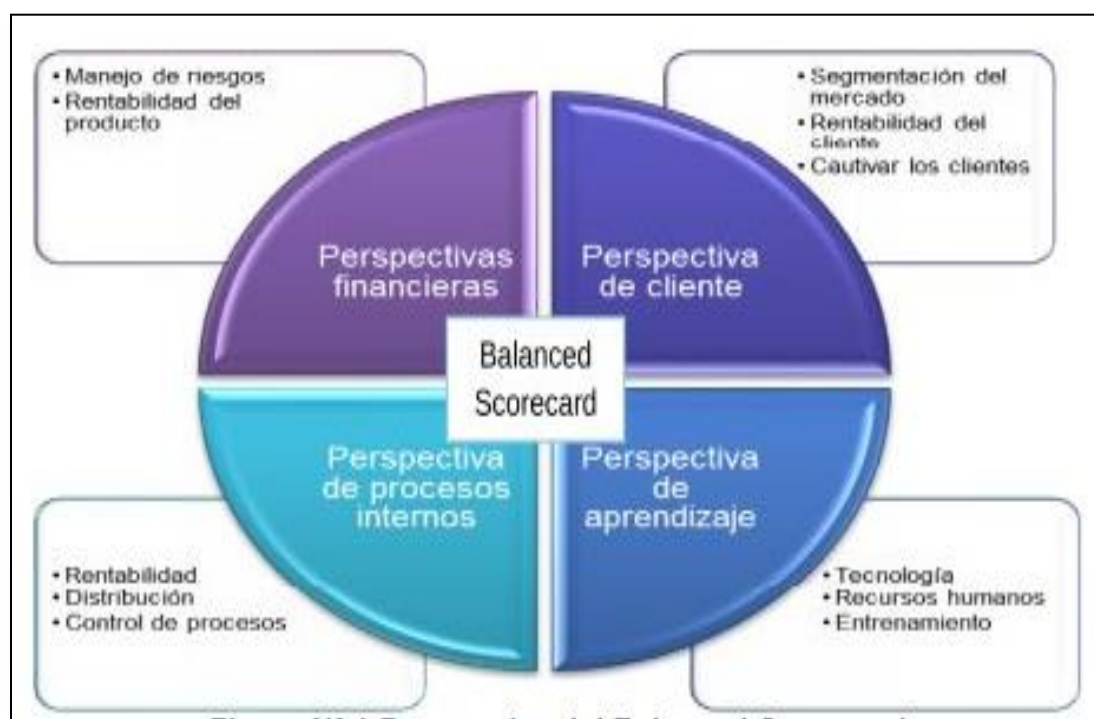 • Manejo de riesgos
• Rentabilidad del
producto
• Segmentación del
mercado
• Rentabilidad del
cliente
• Cautivar los clientes
Perspectivas
financieras
Perspectiva
de cliente
Balanced
Scorecard
Perspectiva
de procesos
internos
Perspectiva
de
aprendizaje
• Rentabilidad
• Distribución
• Control de procesos
• Tecnología
• Recursos humanos
• Entrenamiento